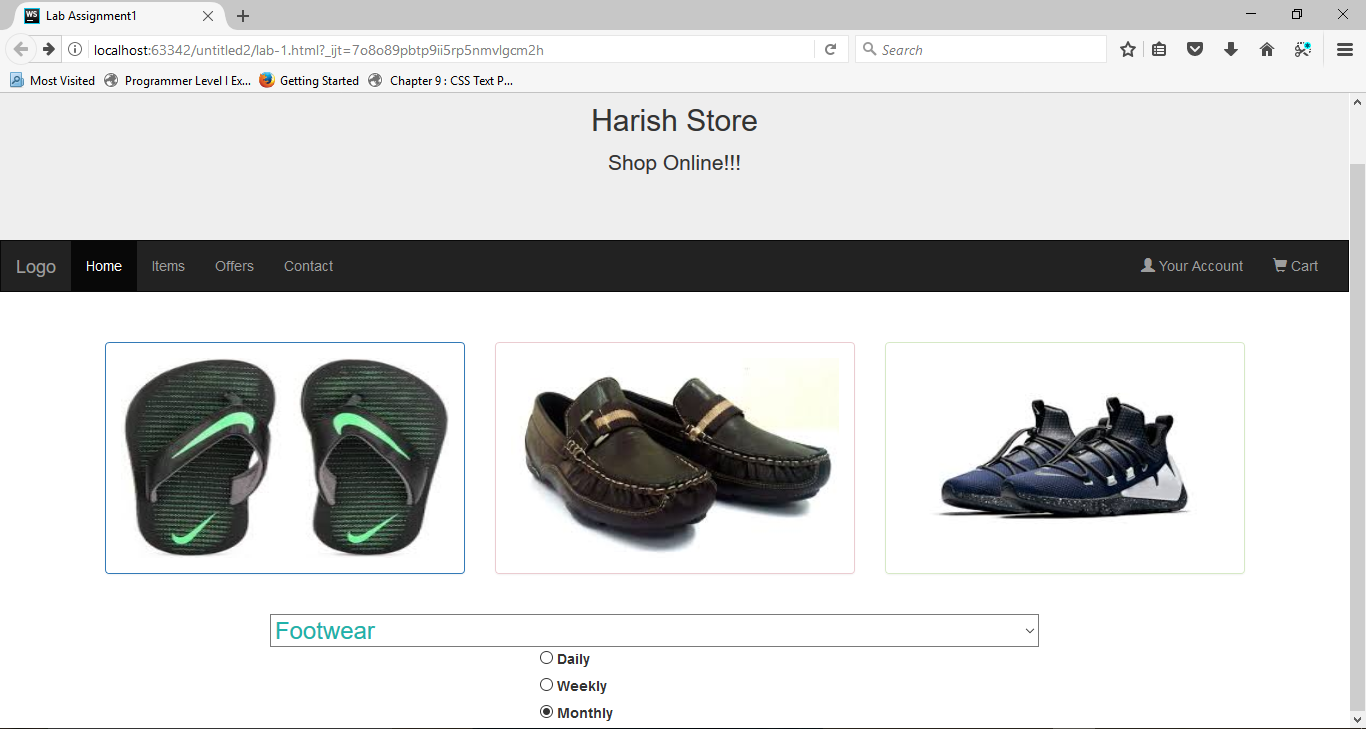 WS Lab Assignment1
localhost:63342/untitled2/lab-1.html?_ijt=7o8o89pbtp9ii5rp5nmvlgcm2h Search
Most Visited Programmer Level I Ex... Getting Started Chapter 9 : CSS Text P...
Harish Store
Shop Online!!!
Logo Home Items Offers Contact Your Account Cart
Footwear
Daily
Weekly
Monthly